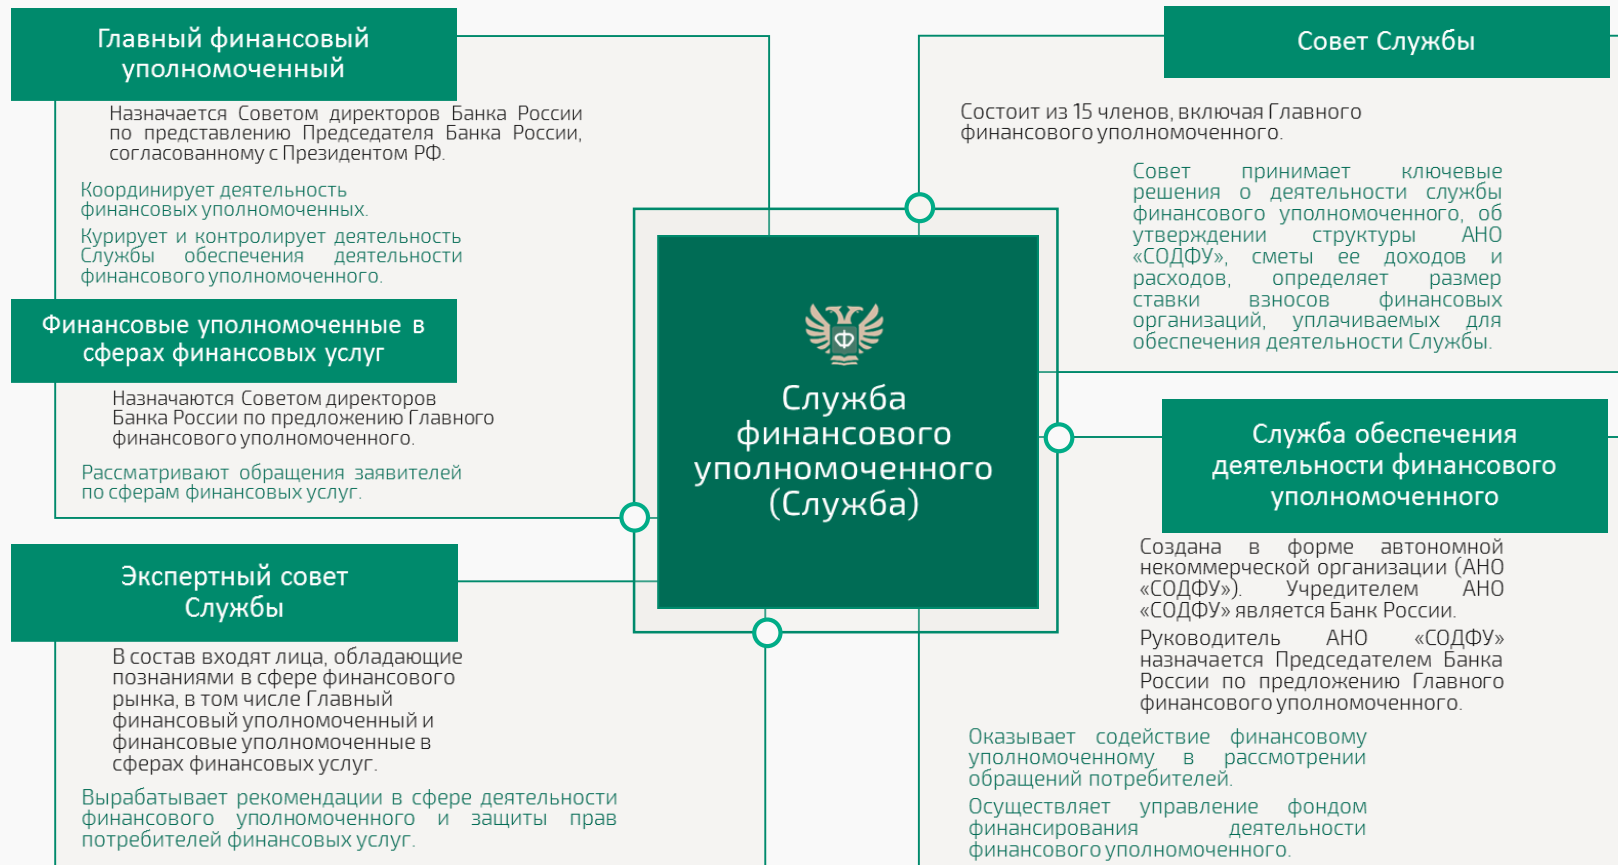 Главный финансовый
уполномоченный
Назначается Советом директоров Банка России
по представлению Председателя Банка России,
согласованному с Президентом РФ.
Координирует деятельность
финансовых уполномоченных.
Курирует и контролирует деятельность
Службы обеспечения деятельности
финансового уполномоченного.
Финансовые уполномоченные в
сферах финансовых услуг
Назначаются Советом директоров
Банка России по предложению Главного
финансового уполномоченного.
Рассматривают обращения заявителей
по сферам финансовых услуг.
Экспертный совет
Службы
В состав входят лица, обладающие
познаниями в сфере финансового
рынка, в том числе Главный
финансовый уполномоченный и
финансовые уполномоченные в
сферах финансовых услуг.
Вырабатывает рекомендации в сфере деятельности
финансового уполномоченного и защиты прав
потребителей финансовых услуг.
Ф
Служба
финансового
уполномоченного
(Служба)
Совет Службы
Состоит из 15 членов, включая Главного
финансового уполномоченного.
Совет принимает ключевые
решения о деятельности службы
финансового уполномоченного, об
утверждении структуры АНО
«СОДФУ», сметы ее доходов и
расходов, определяет размер
ставки взносов финансовых
организаций, уплачиваемых для
обеспечения деятельности Службы.
Служба обеспечения
деятельности финансового
уполномоченного
Создана в форме автономной
некоммерческой организации (АНО
«СОДФУ»). Учредителем АНО
«СОДФУ» является Банк России.
Руководитель АНО «СОДФУ»
назначается Председателем Банка
России по предложению Главного
финансового уполномоченного.
Оказывает содействие финансовому
уполномоченному в рассмотрении
обращений потребителей.
Осуществляет управление фондом
финансирования деятельности
финансового уполномоченного.